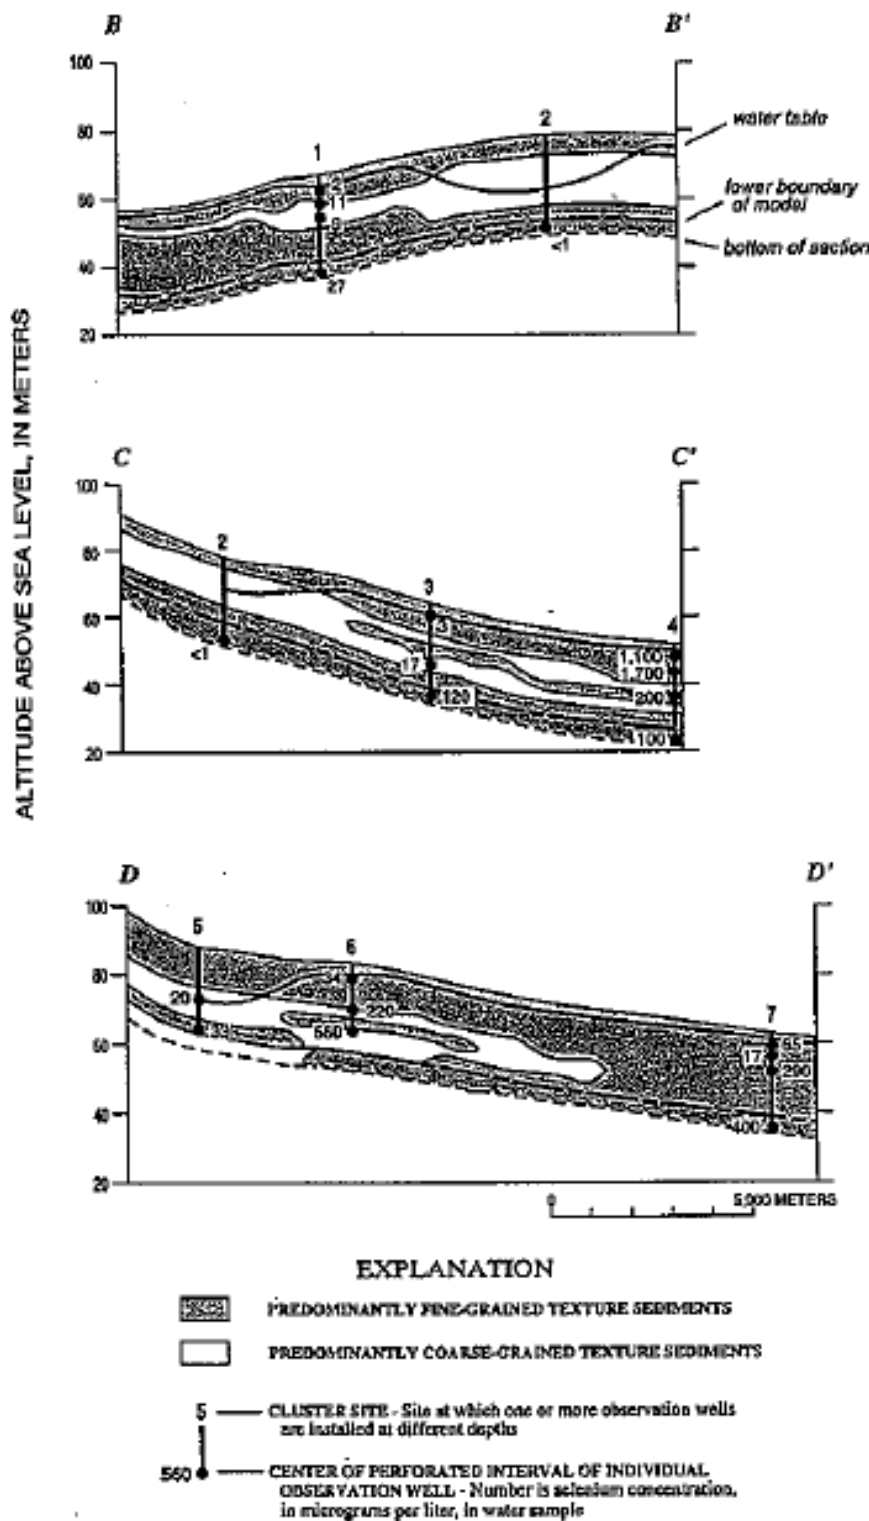 B B'
100
80
60
40
20
1
2
11
27
<1
water table
lower boundary
of model
bottom of section
ALTITUDE ABOVE SEA LEVEL, IN METERS
C C'
100
80
60
40
20
2
3
4
<1
17
120
1,100
1,700
200
100
D D'
100
80
60
40
20
5
6
7
20
220
560
17
290
400
0 5,000 METERS
EXPLANATION
PREDOMINANTLY FINE-GRAINED TEXTURE SEDIMENTS
PREDOMINANTLY COARSE-GRAINED TEXTURE SEDIMENTS
5 CLUSTER SITE - Site at which one or more observation wells
are installed at different depths
560 CENTER OF PERFORATED INTERVAL OF INDIVIDUAL
OBSERVATION WELL - Number is selenium concentration,
in micrograms per liter, in water sample